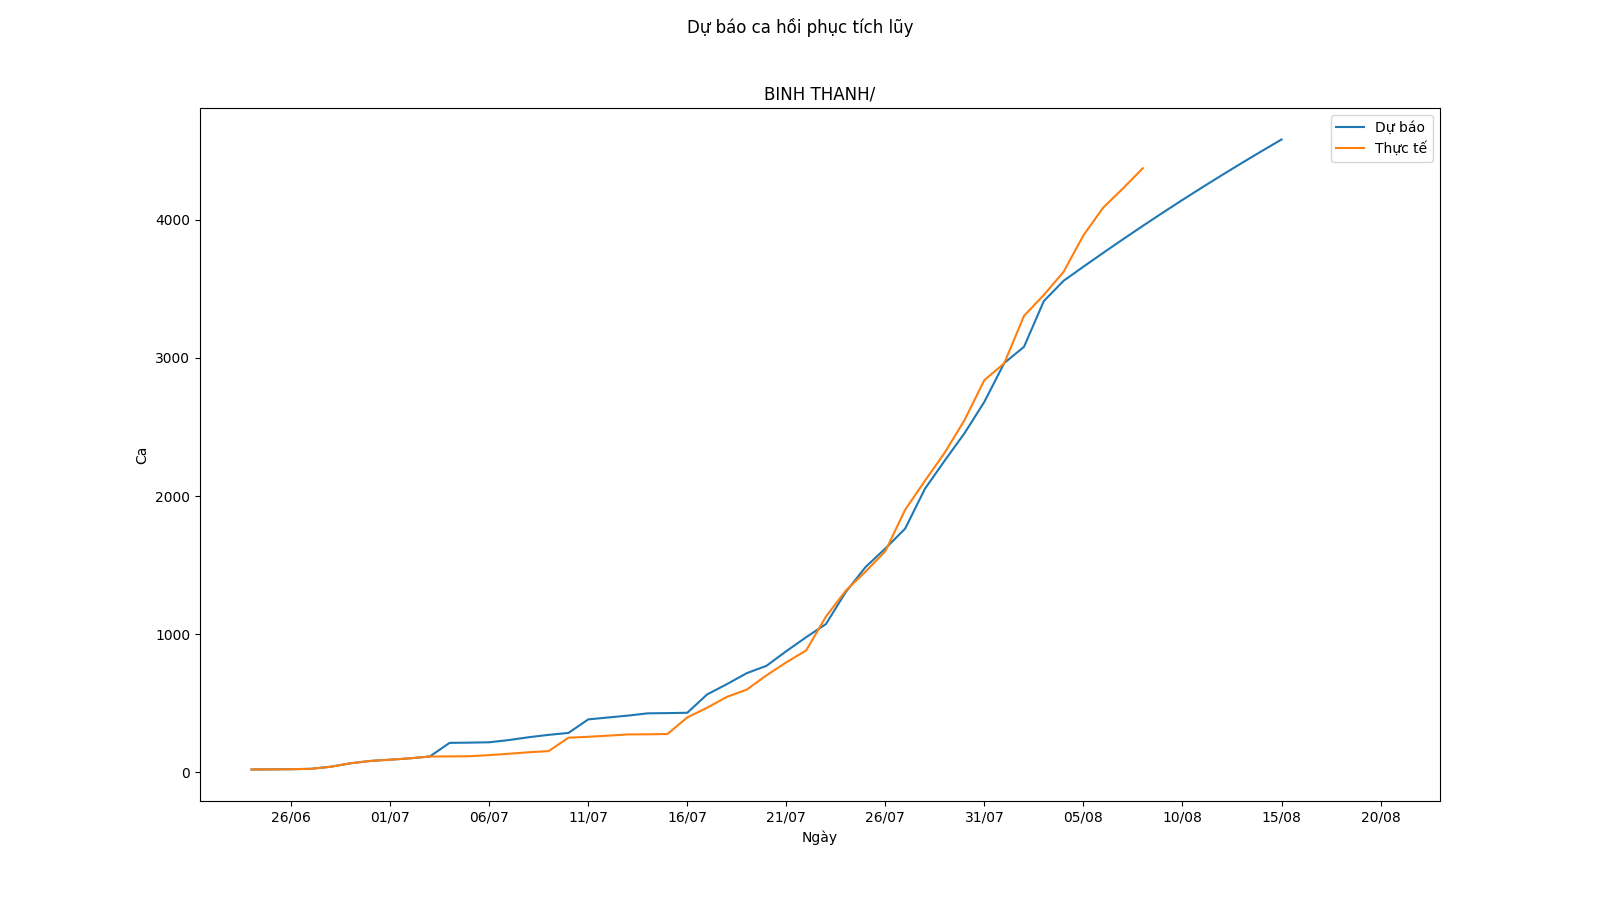 Dự báo ca hồi phục tích lũy
BINH THANH/
Dự báo
Thực tế
4000
3000
2000
1000
0
Ca
26/06 01/07 06/07 11/07 16/07 21/07 26/07 31/07 05/08 10/08 15/08 20/08
Ngày